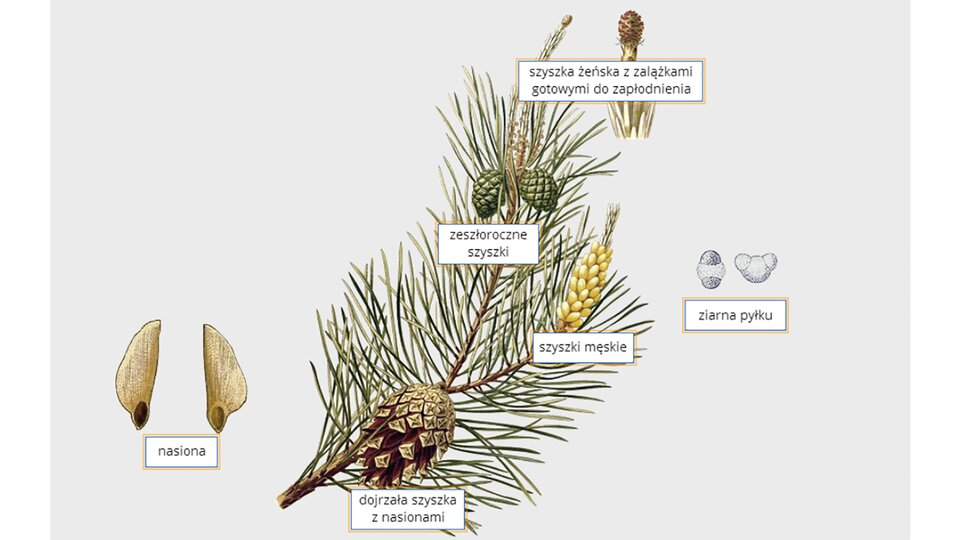 szyszka żeńska z zalążkami
gotowymi do zapłodnienia
zeszłoroczne
szyszki
ziarna pyłku
szyszki męskie
nasiona
dojrzała szyszka
z nasionami